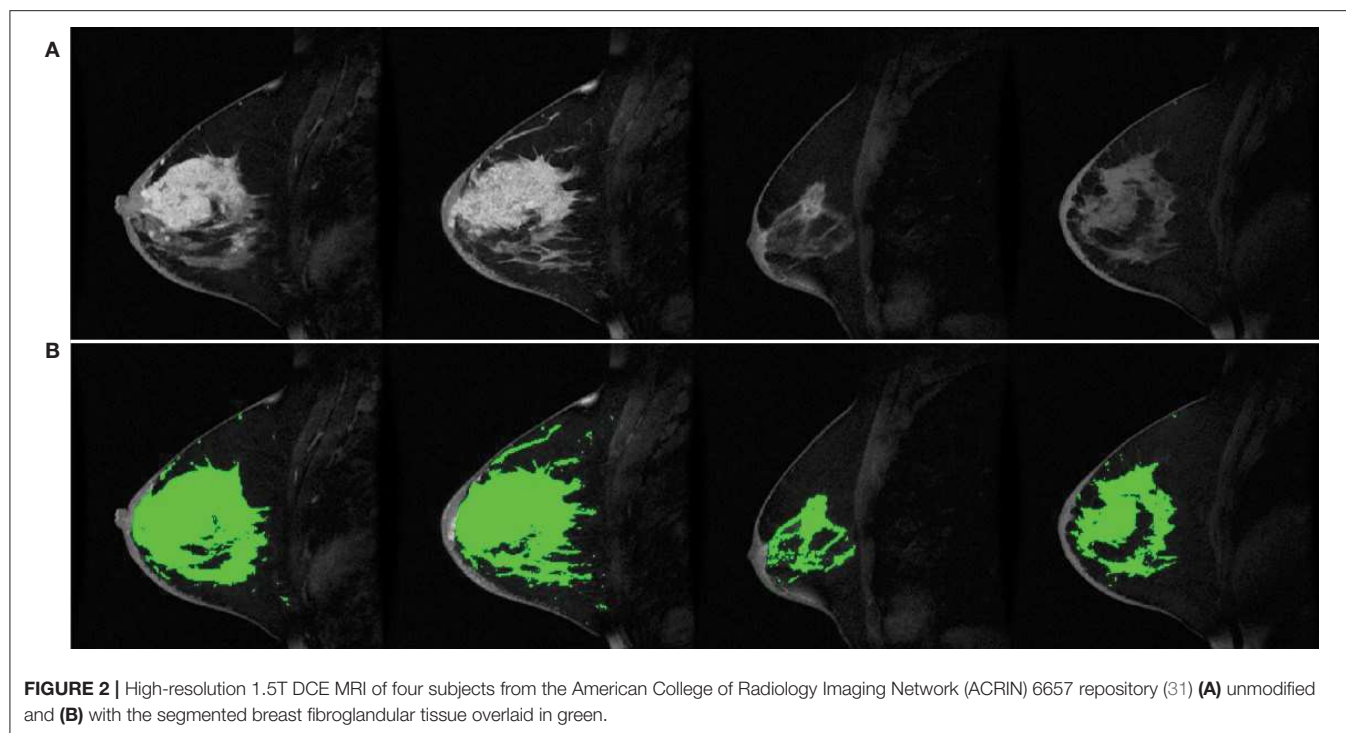 A
B
FIGURE 2 | High-resolution 1.5T DCE MRI of four subjects from the American College of Radiology Imaging Network (ACRIN) 6657 repository (31) (A) unmodified
and (B) with the segmented breast fibroglandular tissue overlaid in green.